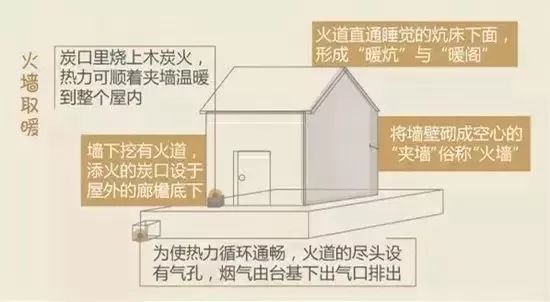 火墙取暖
炭口里烧上木炭火，
热力可顺着夹墙温暖
到整个屋内
火道直通睡觉的炕床下面，
形成“暖炕”与“暖阁”
墙下挖有火道，
添火的炭口设于
屋外的廊檐底下
将墙壁砌成空心的
“夹墙”俗称“火墙”
为使热力循环通畅，火道的尽头设
有气孔，烟气由台基下出气口排出